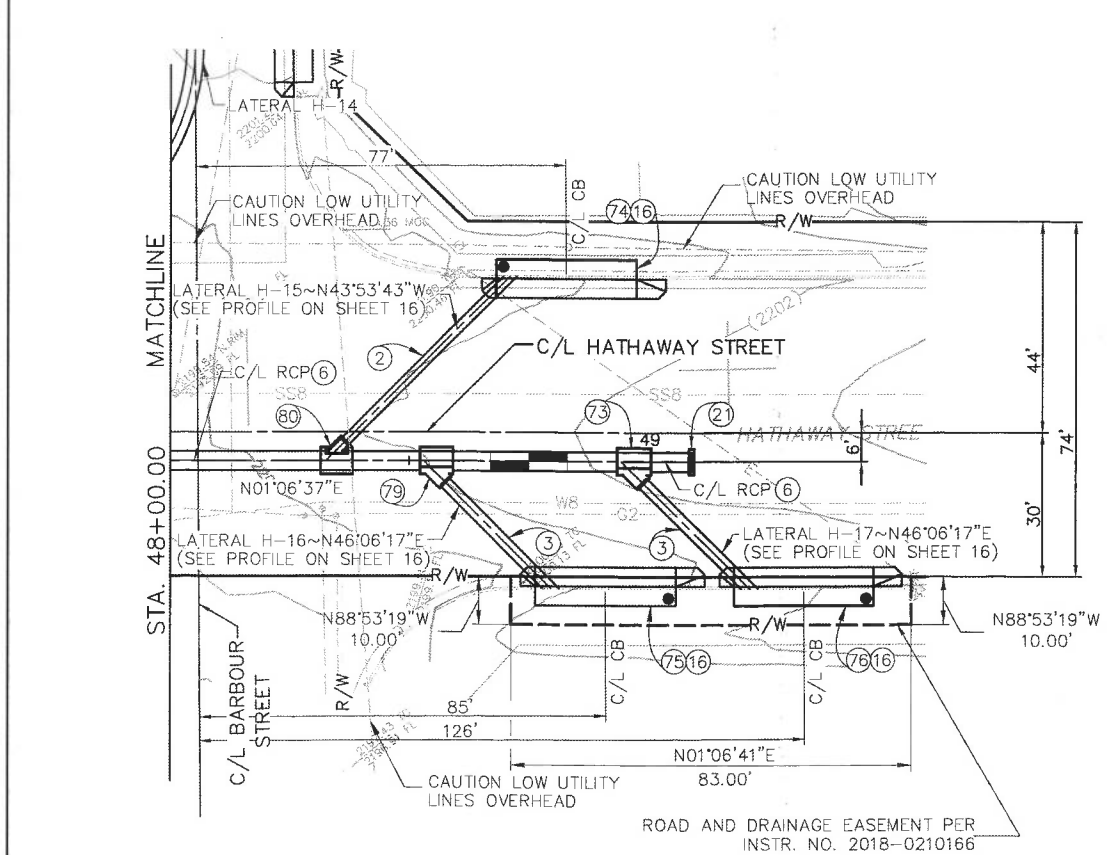 R/W
LATERAL H-14
77'
C/L CB
74 16
CAUTION LOW UTILITY
LINES OVERHEAD
R/W
CAUTION LOW UTILITY
LINES OVERHEAD
MATCHLINE
STA. 48+00.00
LATERAL H-15~N43°53'43"W
(SEE PROFILE ON SHEET 16)
(2202)
2
C/L HATHAWAY STREET
44'
74'
C/L RCP 6
SS8
SS8
80
73
49
21
HATHAWAY STREE
6'
N01°06'37"E
C/L RCP 6
79
W8
G2
30'
LATERAL H-16~N46°06'17"E
(SEE PROFILE ON SHEET 16)
3
3
LATERAL H-17~N46°06'17"E
(SEE PROFILE ON SHEET 16)
R/W
N88°53'19"W
10.00'
R/W
N88°53'19"W
10.00'
75 16
76 16
C/L CB
C/L CB
C/L BARBOUR
STREET
R/W
85'
126'
N01°06'41"E
83.00'
CAUTION LOW UTILITY
LINES OVERHEAD
ROAD AND DRAINAGE EASEMENT PER
INSTR. NO. 2018-0210166